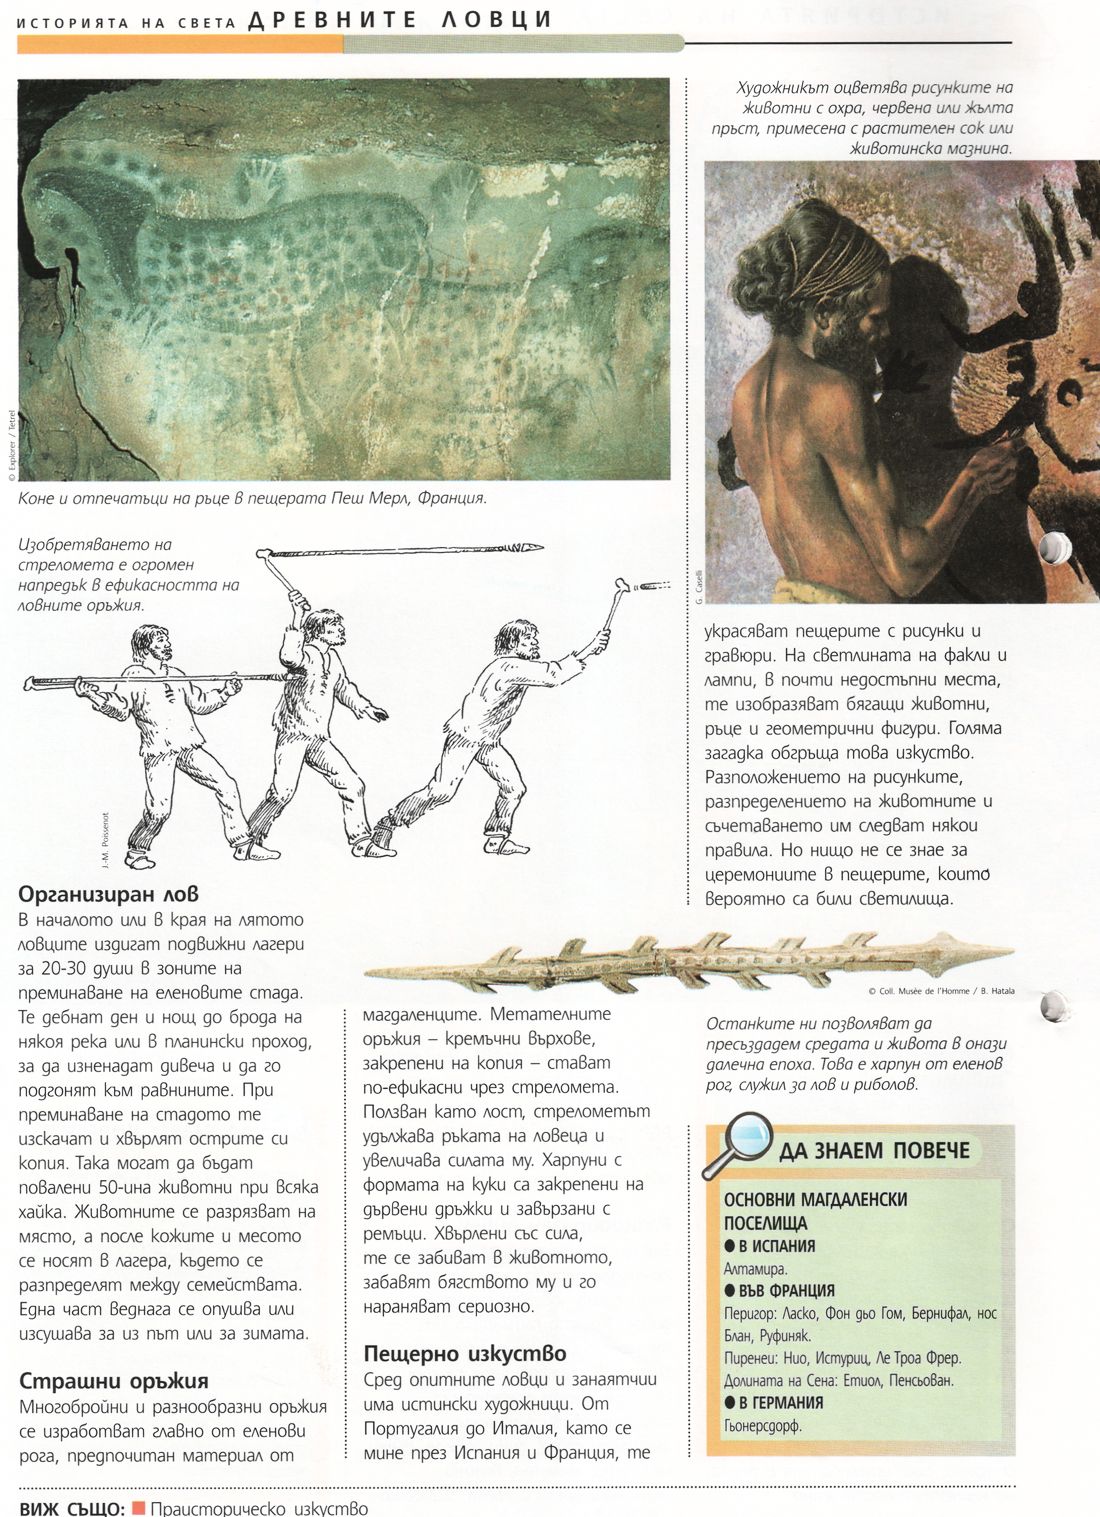 ИСТОРИЯТА НА СВЕТА ДРЕВНИТЕ ЛОВЦИ
© Explorer / Tetrel
Коне и отпечатъци на ръце в пещерата Пеш Мерл, Франция.
Художникът оцветява рисунките на
животни с охра, червена или жълта
пръст, примесена с растителен сок или
животинска мазнина.
G. Caselli
Изобретяването на
стреломета е огромен
напредък в ефикасността на
ловните оръжия.
J.-M. Poissenot
Организиран лов
В началото или в края на лятото
ловците издигат подвижни лагери
за 20-30 души в зоните на
преминаване на еленовите стада.
Те дебнат ден и нощ до брода на
някоя река или в планински проход,
за да изненадат дивеча и да го
подгонят към равнините. При
преминаване на стадото те
изскачат и хвърлят острите си
копия. Така могат да бъдат
повалени 50-ина животни при всяка
хайка. Животните се разрязват на
място, а после кожите и месото
се носят в лагера, където се
разпределят между семействата.
Една част веднага се опушва или
изсушава за из път или за зимата.
Страшни оръжия
Многобройни и разнообразни оръжия
се изработват главно от еленови
рога, предпочитан материал от
магдаленците. Метателните
оръжия – кремъчни върхове,
закрепени на копия – стават
по-ефикасни чрез стреломета.
Ползван като лост, стрелометът
удължава ръката на ловеца и
увеличава силата му. Харпуни с
формата на куки са закрепени на
дървени дръжки и завързани с
ремъци. Хвърлени със сила,
те се забиват в животното,
забавят бягството му и го
нараняват сериозно.
Пещерно изкуство
Сред опитните ловци и занаятчии
има истински художници. От
Португалия до Италия, като се
мине през Испания и Франция, те
украсяват пещерите с рисунки и
гравюри. На светлината на факли и
лампи, в почти недостъпни места,
те изобразяват бягащи животни,
ръце и геометрични фигури. Голяма
загадка обгръща това изкуство.
Разположението на рисунките,
разпределението на животните и
съчетаването им следват някои
правила. Но нищо не се знае за
церемониите в пещерите, които
вероятно са били светилища.
© Coll. Musée de l'Homme / B. Hatala
Останките ни позволяват да
пресъздадем средата и живота в онази
далечна епоха. Това е харпун от еленов
рог, служил за лов и риболов.
ДА ЗНАЕМ ПОВЕЧЕ
ОСНОВНИ МАГДАЛЕНСКИ
ПОСЕЛИЩА
● В ИСПАНИЯ
Алтамира.
● ВЪВ ФРАНЦИЯ
Перигор: Ласко, Фон дьо Гом, Бернифал, нос
Блан, Руфиняк.
Пиренеи: Нио, Истуриц, Ле Троа Фрер.
Долината на Сена: Етиол, Пенсьован.
● В ГЕРМАНИЯ
Гьонерсдорф.
ВИЖ СЪЩО: Праисторическо изкуство